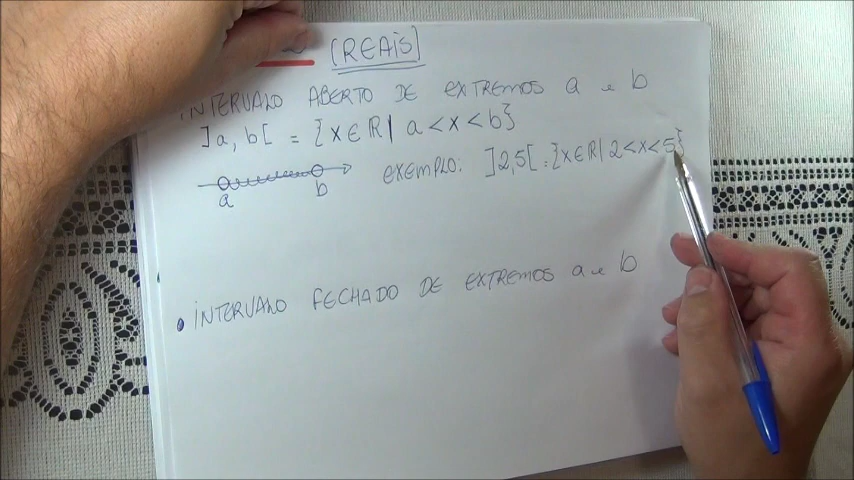 (REAIS)
INTERVALO ABERTO DE EXTREMOS a e b
]a, b[ = {x ∈ R | a < x < b}
EXEMPLO: ]2,5[ = {x ∈ R | 2 < x < 5}
a b
• INTERVALO FECHADO DE EXTREMOS a e b